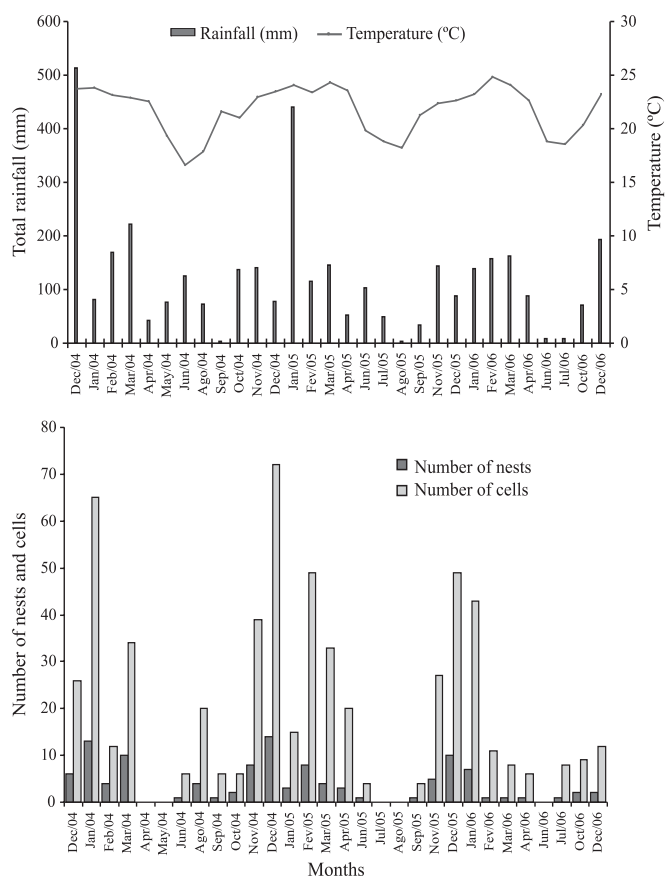 Rainfall (mm) Temperature (ºC)
Total rainfall (mm)
600
500
400
300
200
100
0
Temperature (ºC)
30
25
20
15
10
5
0
Dec/04
Jan/04
Feb/04
Mar/04
Apr/04
May/04
Jun/04
Ago/04
Sep/04
Oct/04
Nov/04
Dec/04
Jan/05
Fev/05
Mar/05
Apr/05
Jun/05
Jul/05
Ago/05
Sep/05
Nov/05
Dec/05
Jan/06
Fev/06
Mar/06
Apr/06
Jun/06
Jul/06
Oct/06
Dec/06
Number of nests
Number of cells
Number of nests and cells
80
70
60
50
40
30
20
10
0
Dec/04
Jan/04
Feb/04
Mar/04
Apr/04
May/04
Jun/04
Ago/04
Sep/04
Oct/04
Nov/04
Dec/04
Jan/05
Fev/05
Mar/05
Apr/05
Jun/05
Jul/05
Ago/05
Sep/05
Nov/05
Dec/05
Jan/06
Feb/06
Mar/06
Apr/06
Jun/06
Jul/06
Oct/06
Dec/06
Months